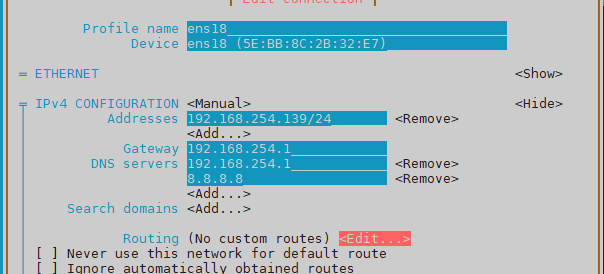 Edit Connection
Profile name ens18
Device ens18 (5E:BB:8C:2B:32:E7)
= ETHERNET <Show>
= IPv4 CONFIGURATION <Manual> <Hide>
Addresses 192.168.254.139/24 <Remove>
<Add...>
Gateway 192.168.254.1
DNS servers 192.168.254.1 <Remove>
8.8.8.8 <Remove>
<Add...>
Search domains <Add...>
Routing (No custom routes) <Edit...>
[ ] Never use this network for default route
[ ] Ignore automatically obtained routes